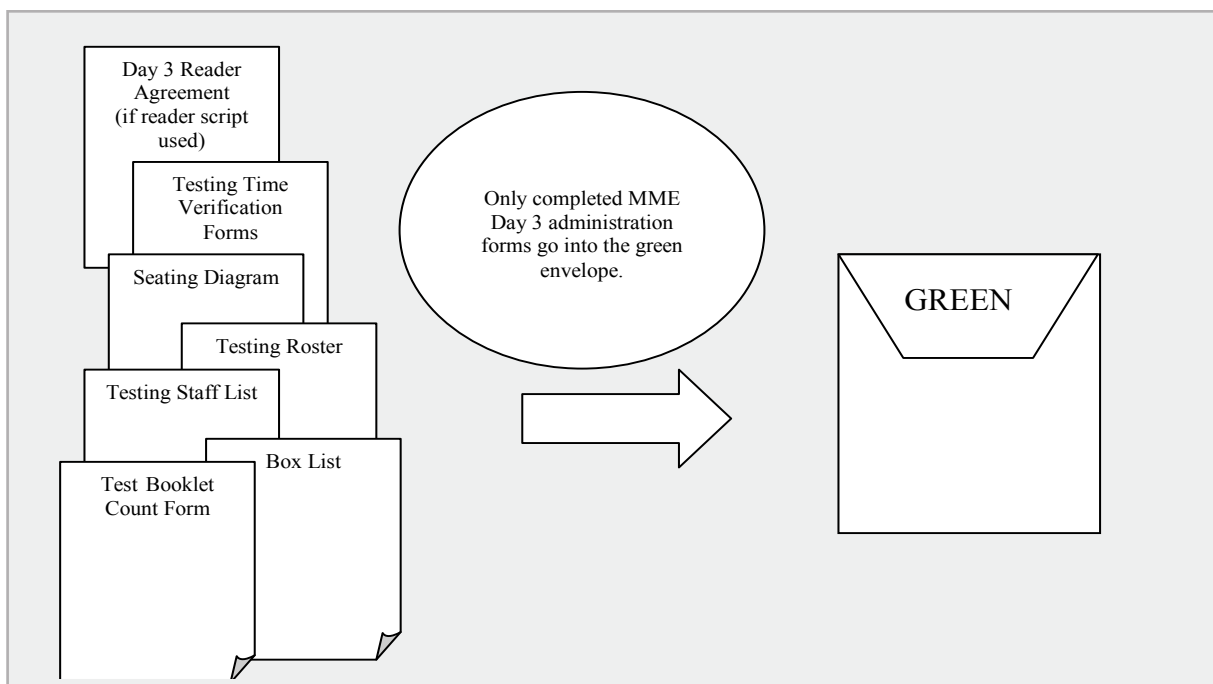 Day 3 Reader
Agreement
(if reader script
used)
Testing Time
Verification
Forms
Seating Diagram
Testing Roster
Testing Staff List
Box List
Test Booklet
Count Form
Only completed MME
Day 3 administration
forms go into the green
envelope.
GREEN